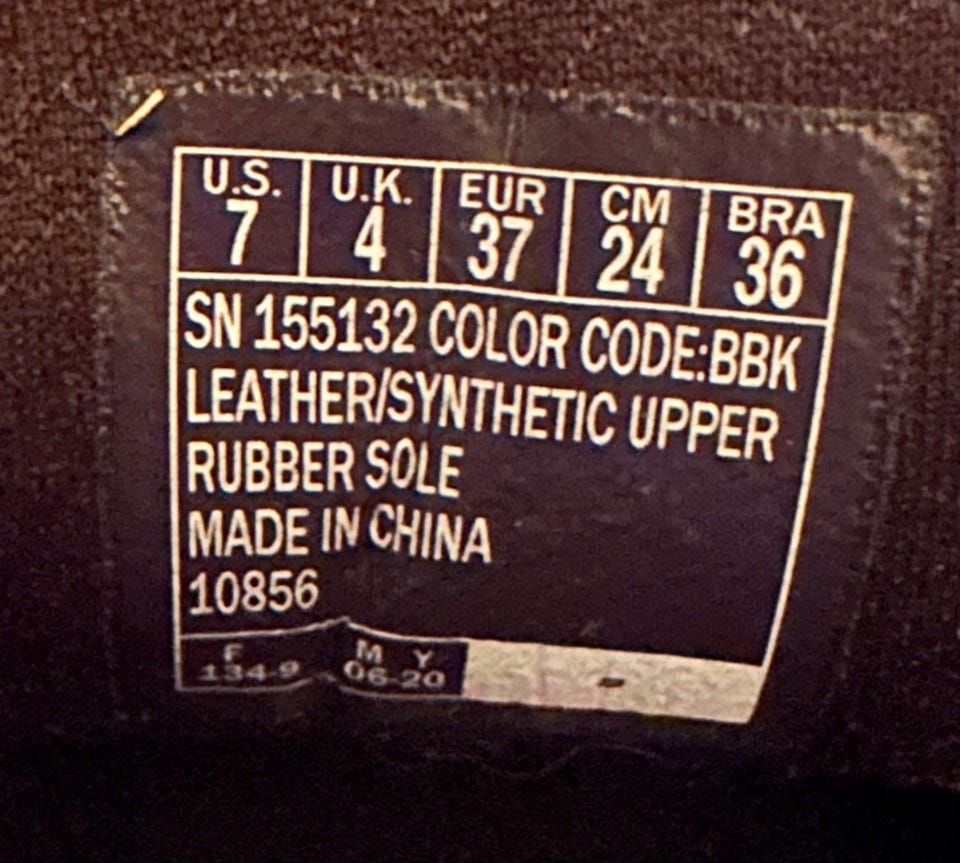 U.S. U.K. EUR CM BRA
7 4 37 24 36
SN 155132 COLOR CODE:BBK
LEATHER/SYNTHETIC UPPER
RUBBER SOLE
MADE IN CHINA
10856
F M Y
134-9 06-20